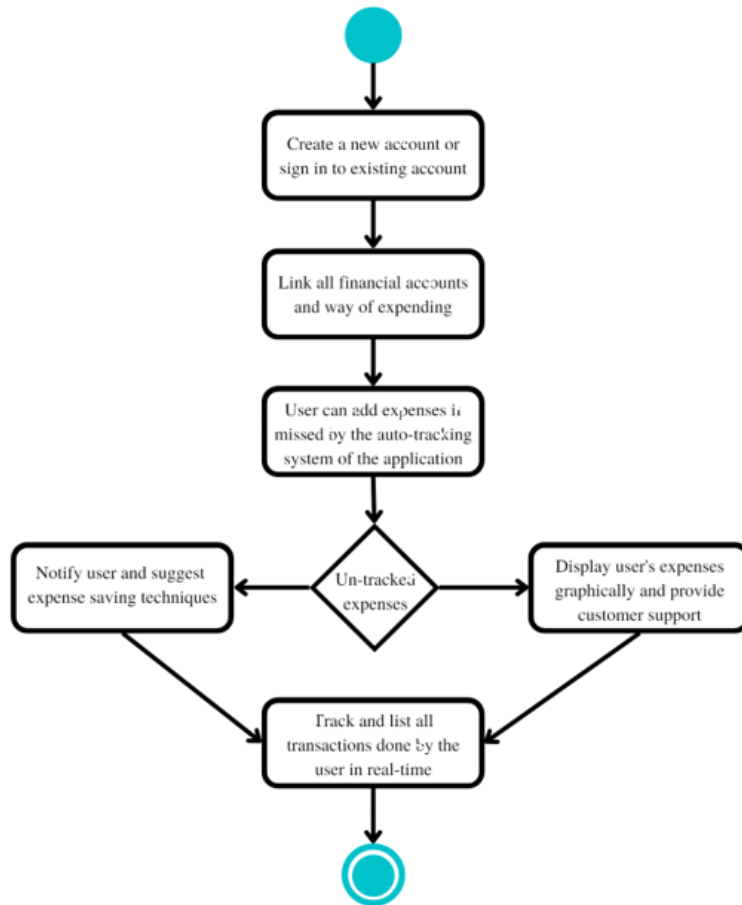 Create a new account or
sign in to existing account
Link all financial accounts
and way of expending
User can add expenses if
missed by the auto-tracking
system of the application
Un-tracked
expenses
Notify user and suggest
expense saving techniques
Display user's expenses
graphically and provide
customer support
Track and list all
transactions done by the
user in real-time